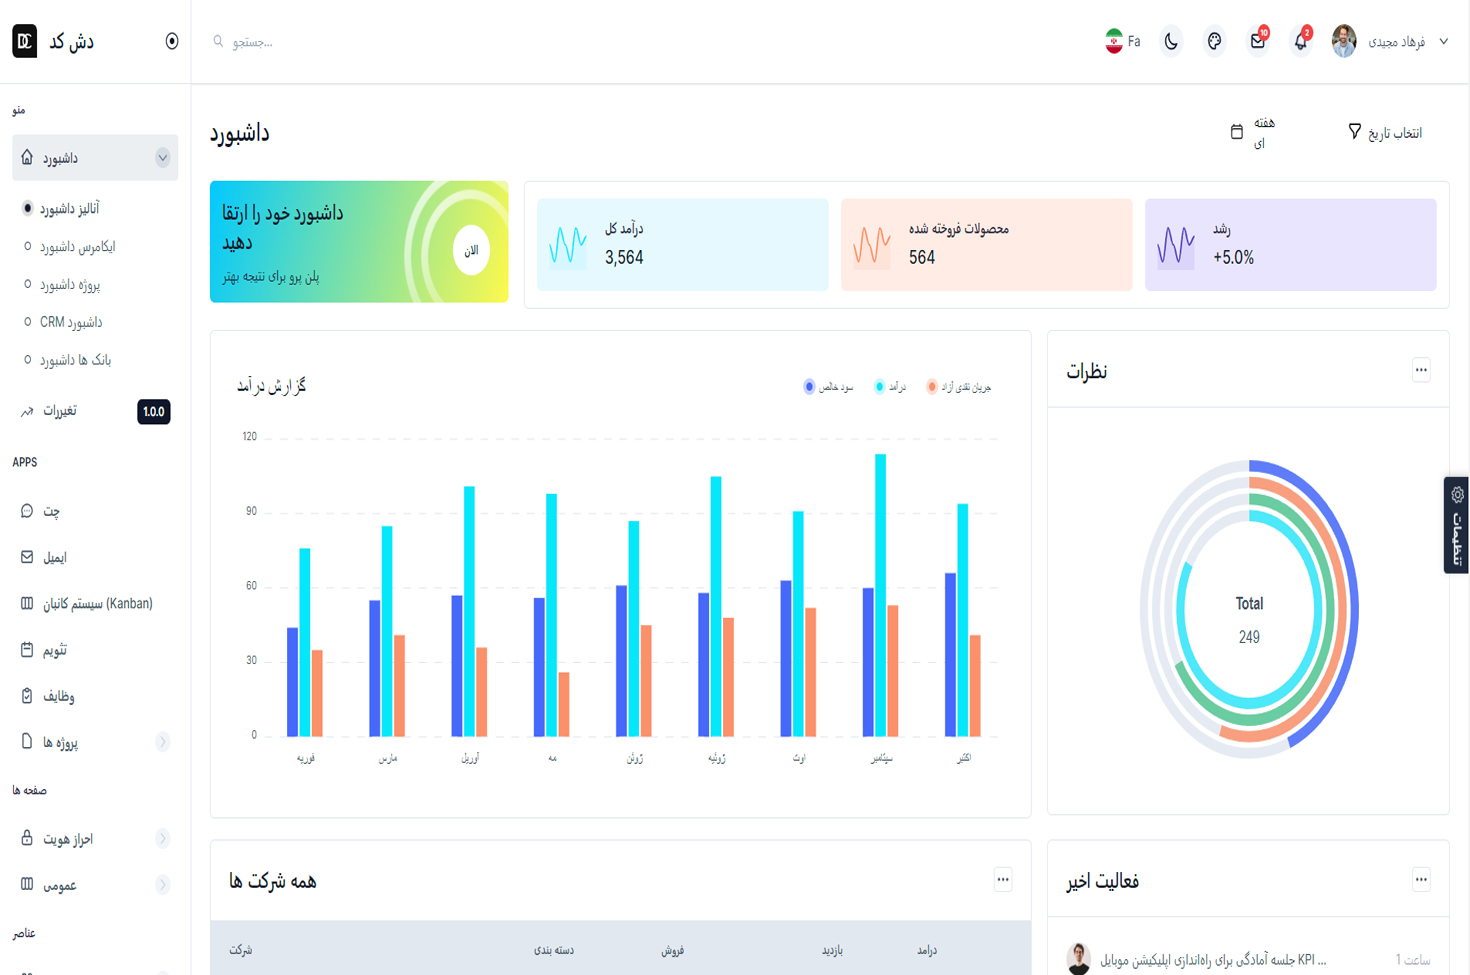 DC
دش کد
جستجو...
Fa
10
2
فرهاد مجیدی
منو
داشبورد
آنالیز داشبورد
ایکامرس داشبورد
پروژه داشبورد
داشبورد CRM
بانک ها داشبورد
تغییرات
1.0.0
APPS
چت
ایمیل
سیستم کانبان (Kanban)
تثویم
وظایف
پروژه ها
صفحه ها
احراز هویت
عمومی
عناصر
داشبورد
هفته
ای
انتخاب تاریخ
داشبورد خود را ارتقا
دهید
پلن پرو برای نتیجه بهتر
الان
درآمد کل
3,564
محصولات فروخته شده
564
رشد
+5.0%
گزارش درآمد
سود خالص
درآمد
جریان نقدی آزاد
120
90
60
30
0
فوریه
مارس
آوریل
مه
ژوئن
ژوئیه
اوت
سپتامبر
اکتبر
نظرات
...
Total
249
تنظیمات
همه شرکت ها
...
شرکت
دسته بندی
فروش
بازدید
درامد
فعالیت اخیر
...
جلسه آمادگی برای راه‌اندازی اپلیکیشن موبایل KPI ...
1 ساعت